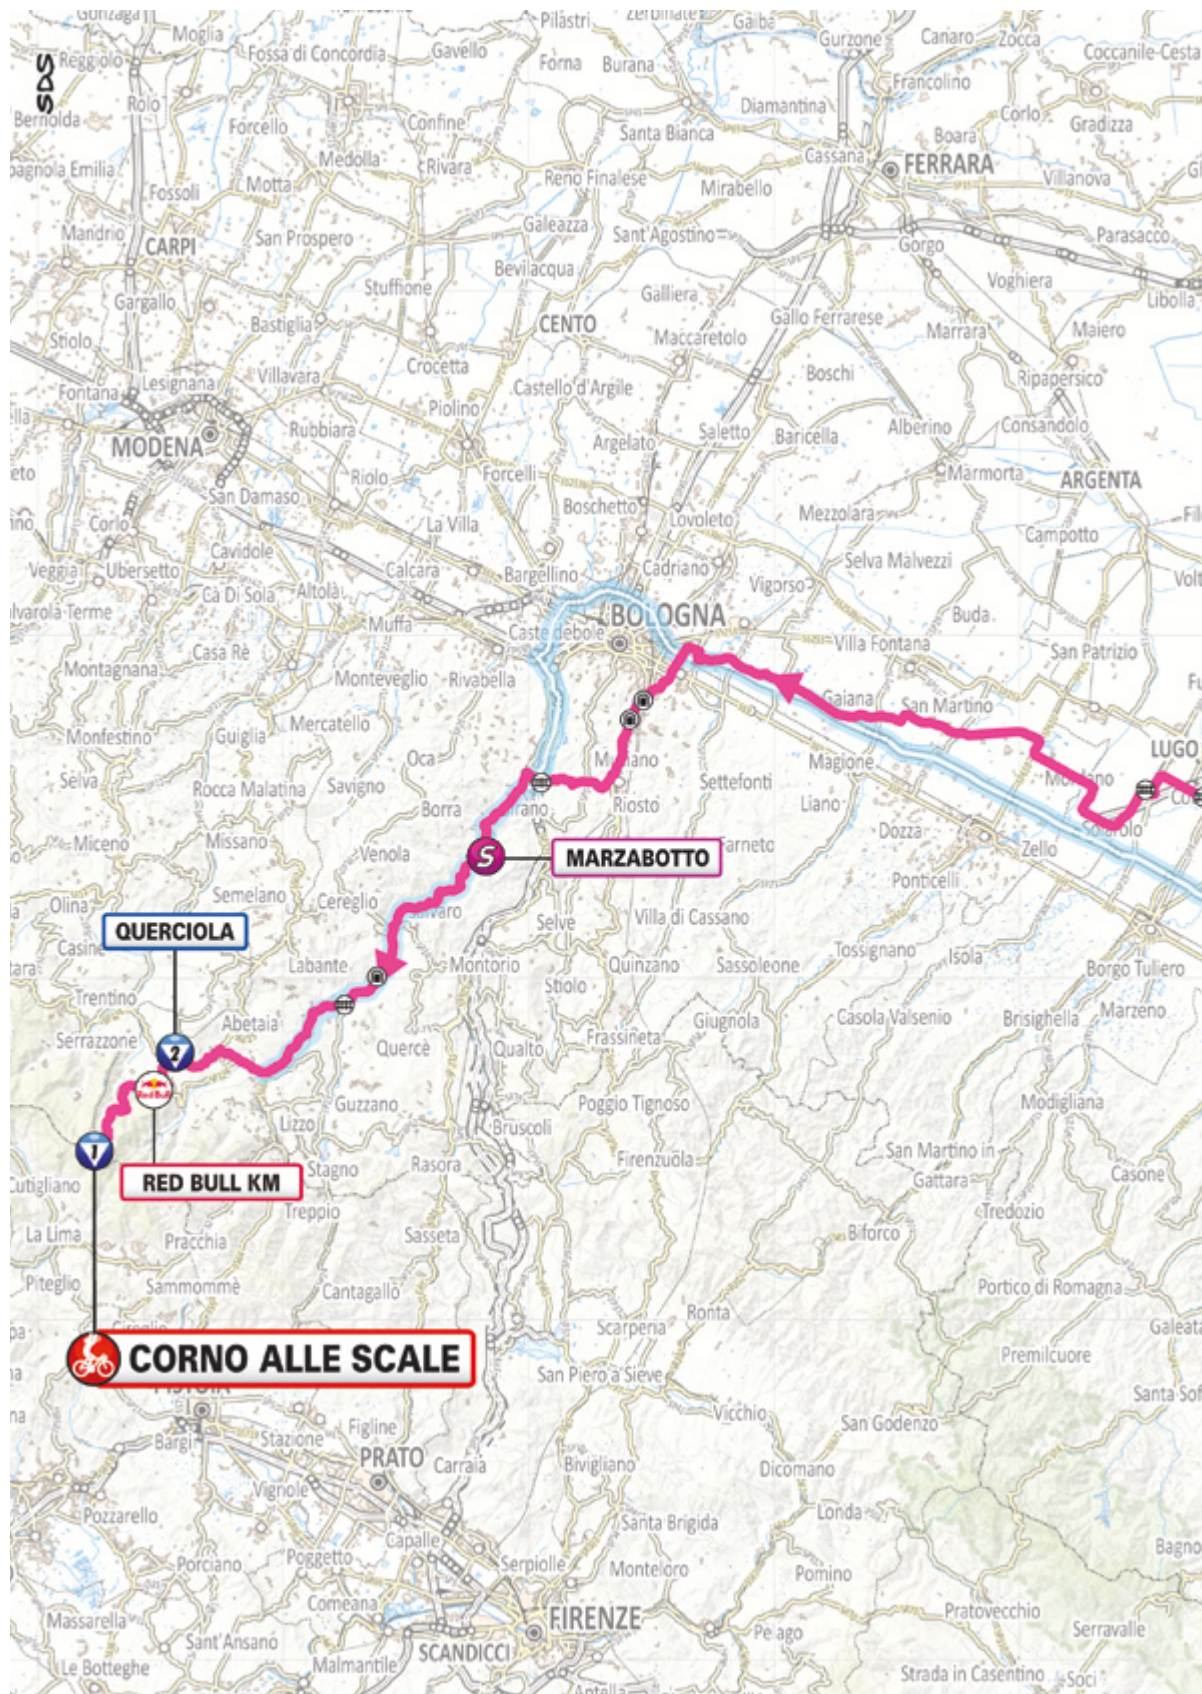 Gonzaga
Moglia
Pilastri
Zerbinate
Gaiba
Gurzone
Canaro
Zocca
Coccanile-Cesta
SDS
Reggiolo
Fossa di Concordia
Gavello
Forna
Burana
Francolino
Rolo
Bernolda
Forcello
Confine
Diamantina
Corlo
Gradizza
Santa Bianca
Boara
Medolla
Rivara
Cassana
FERRARA
Fossoli
Motta
Reno Finalese
Mirabello
Villanova
Mandrio
CARPI
San Prospero
Galeazza
Sant'Agostino
Gorgo
Parasacco
Bevilacqua
Gargallo
Stuffione
Galliera
Voghiera
Libolla
Stiolo
Bastiglia
CENTO
Maccaretolo
Gallo Ferrarese
Marrara
Maiero
Fontana
Lesignana
Villavara
Crocetta
Castello d'Argile
Boschi
Ripapersico
MODENA
Rubbiara
Piolino
Argelato
Saletto
Baricella
Alberino
Consandolo
San Damaso
Riolo
Forcelli
Marmorta
ARGENTA
Corlo
La Villa
Boschetto
Lovoleto
Mezzolara
Campotto
Cavidole
Veggia
Ubersetto
Calcara
Bargellino
Cadriano
Vigorso
Selva Malvezzi
Cà Di Sola
Altolà
Muffa
Casteldebole
BOLOGNA
Buda
Villa Fontana
Casa Rè
San Patrizio
Montagnana
Monteveglio
Rivabella
Gaiana
San Martino
Mercatello
Monfestino
Guiglia
Oca
LUGO
Selva
Rocca Malatina
Savigno
Settefonti
Magione
Borra
Riosto
Liano
Miceno
Missano
Dozza
Zello
Venola
MARZABOTTO
S
Ponticelli
Semelano
Olina
Cereglio
Selve
Villa di Cassano
QUERCIOLA
Tossignano
Isola
Labante
Montorio
Quinzano
Sassoleone
Borgo Tuliero
Trentino
Stiolo
Abetaia
Giugnola
Casola Valsenio
Brisighella
Marzeno
Serrazzone
2
Querce
Qualto
Frassineta
Red Bull
Guzzano
Poggio Tignoso
Modigliana
Lizzo
Bruscoli
1
Stagno
Rasora
Firenzuola
San Martino in
Gattara
Casone
RED BULL KM
Cutigliano
Treppio
Tredozio
La Lima
Pracchia
Sasseta
Biforco
Piteglio
Sammommè
Cantagallo
Portico di Romagna
Ronta
Scarperia
Galeata
CORNO ALLE SCALE
San Piero a Sieve
Premilcuore
Vicchio
San Godenzo
Figline
Bargi
Stazione
PRATO
Carraia
Bivigliano
Dicomano
Vignole
Pozzarello
Londa
Santa Brigida
Capalle
Porciano
Poggetto
Serpiolle
Monteloro
Pomino
Comeana
FIRENZE
Massarella
Pratovecchio
Serravalle
Sant'Ansano
SCANDICCI
Malmantile
Le Botteghe
Strada in Casentino
Soci